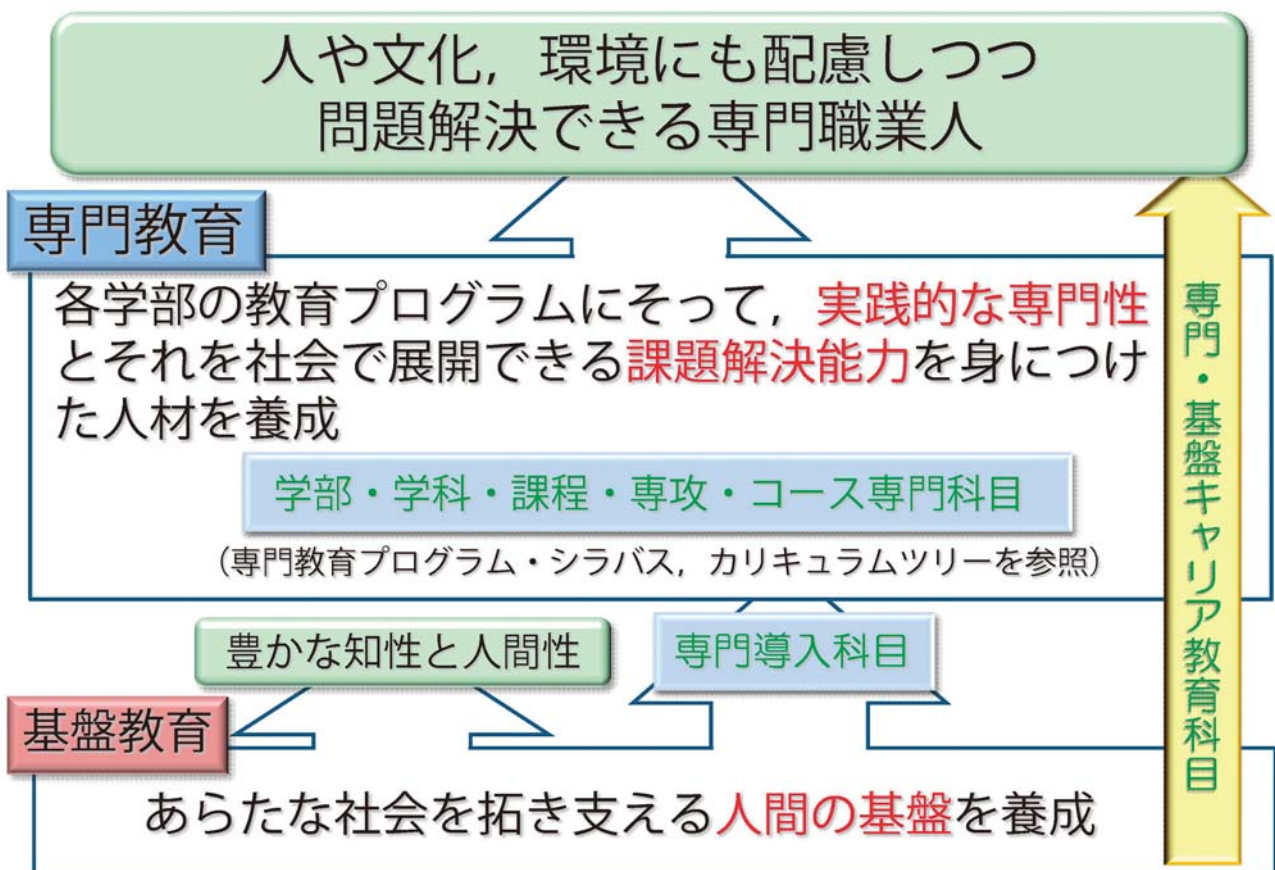 人や文化，環境にも配慮しつつ
問題解決できる専門職業人
専門教育
各学部の教育プログラムにそって，実践的な専門性
とそれを社会で展開できる課題解決能力を身につけ
た人材を養成
学部・学科・課程・専攻・コース専門科目
（専門教育プログラム・シラバス，カリキュラムツリーを参照）
豊かな知性と人間性
専門導入科目
基盤教育
あらたな社会を拓き支える人間の基盤を養成
専門・基盤キャリア教育科目